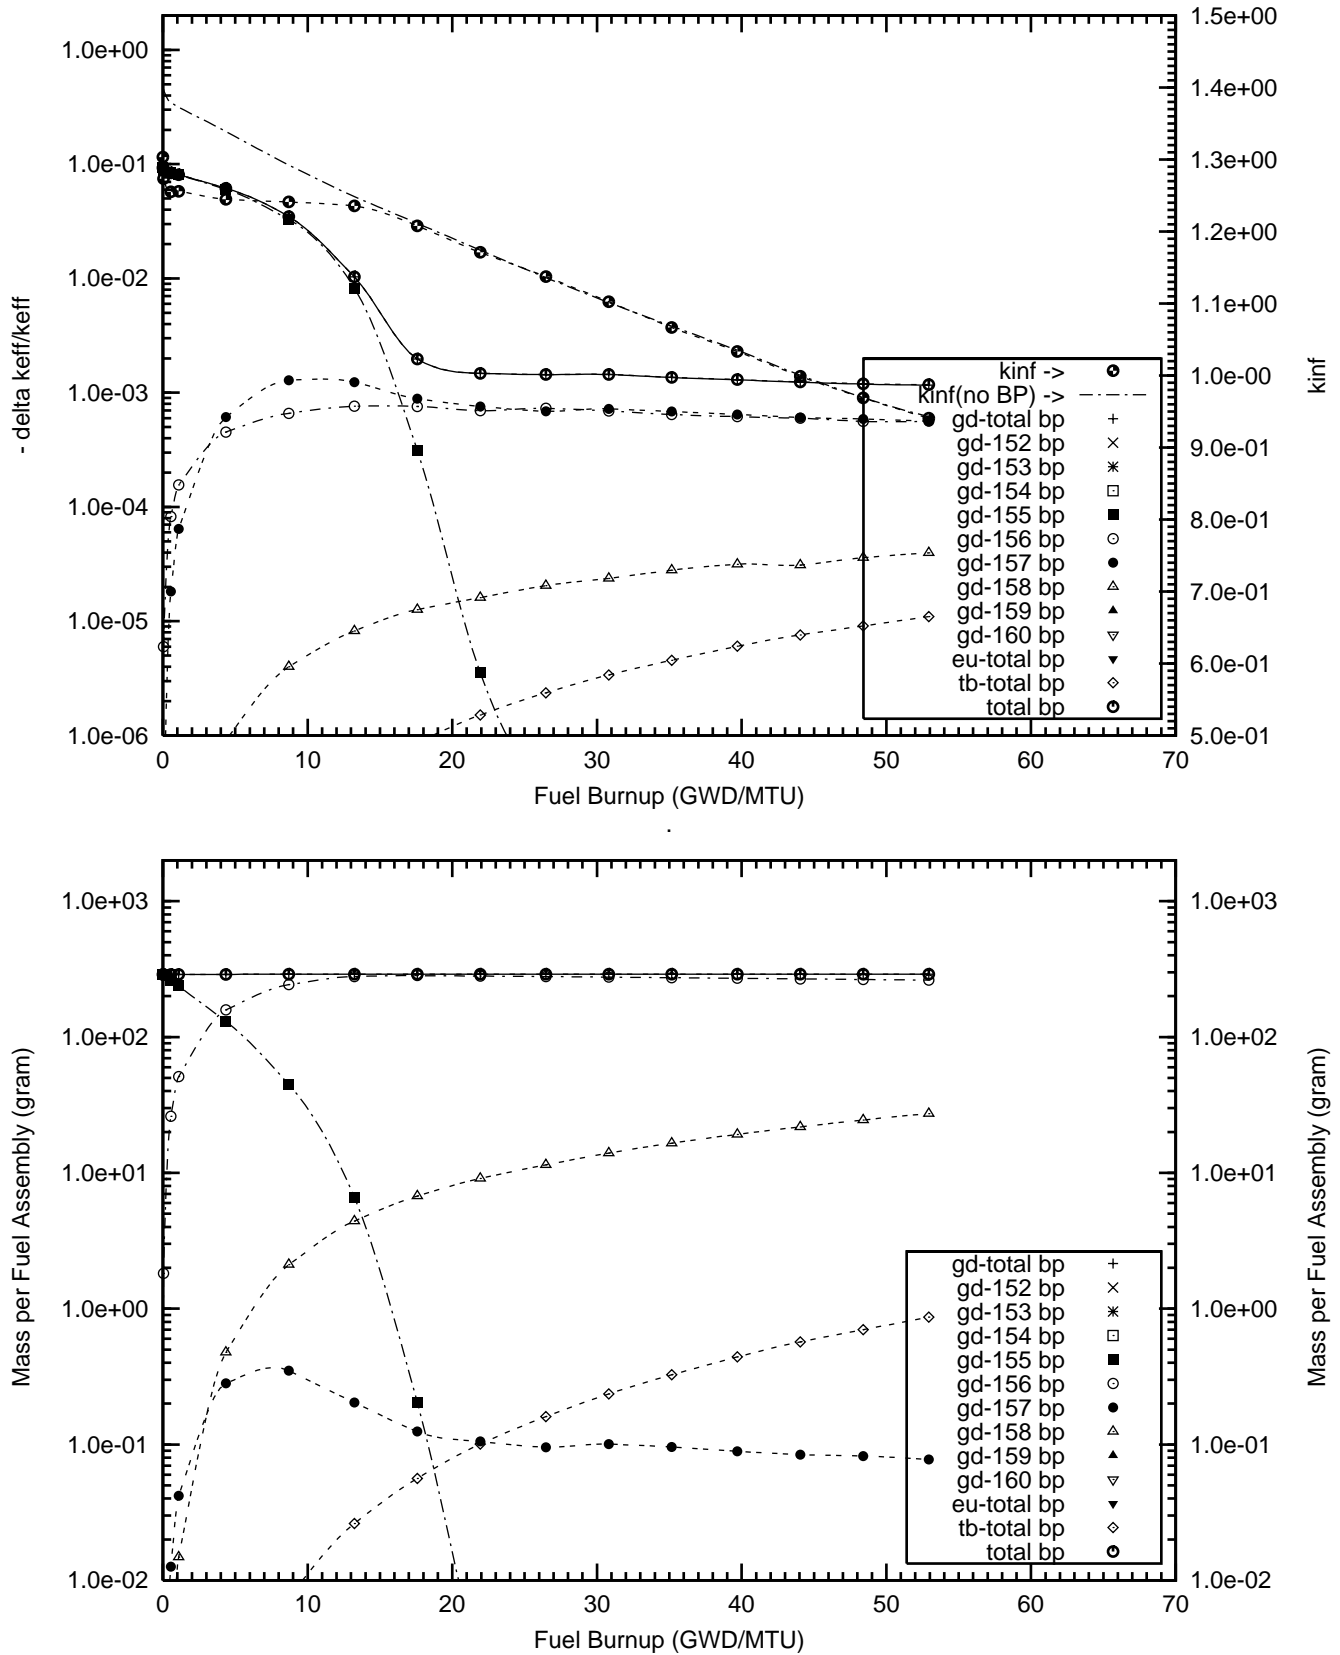 1.5e+00
1.0e+00
1.4e+00
1.0e-01
1.3e+00
1.2e+00
1.0e-02
1.1e+00
- delta keff/keff
kinf
kinf ->
1.0e-00
1.0e-03
kinf(no BP) ->
gd-total bp
gd-152 bp
9.0e-01
gd-153 bp
gd-154 bp
1.0e-04
gd-155 bp
8.0e-01
gd-156 bp
gd-157 bp
gd-158 bp
7.0e-01
gd-159 bp
1.0e-05
gd-160 bp
eu-total bp
6.0e-01
tb-total bp
total bp
1.0e-06
5.0e-01
0 10 20 30 40 50 60 70
Fuel Burnup (GWD/MTU)
.
1.0e+03 1.0e+03
1.0e+02 1.0e+02
Mass per Fuel Assembly (gram)
Mass per Fuel Assembly (gram)
1.0e+01 1.0e+01
gd-total bp
gd-152 bp
1.0e+00 1.0e+00
gd-153 bp
gd-154 bp
gd-155 bp
gd-156 bp
gd-157 bp
gd-158 bp
1.0e-01 1.0e-01
gd-159 bp
gd-160 bp
eu-total bp
tb-total bp
total bp
1.0e-02 1.0e-02
0 10 20 30 40 50 60 70
Fuel Burnup (GWD/MTU)